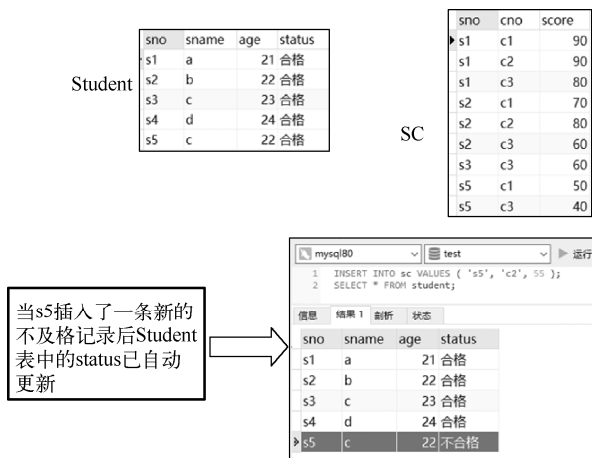 Student
sno sname age status
s1 a 21 合格
s2 b 22 合格
s3 c 23 合格
s4 d 24 合格
s5 c 22 合格
SC
sno cno score
s1 c1 90
s1 c2 90
s1 c3 80
s2 c1 70
s2 c2 80
s2 c3 60
s3 c3 60
s5 c1 50
s5 c3 40
当s5插入了一条新的
不及格记录后Student
表中的status已自动
更新
mysql80 test 运行
1 INSERT INTO sc VALUES ( 's5', 'c2', 55 );
2 SELECT * FROM student;
信息 结果 1 剖析 状态
sno sname age status
s1 a 21 合格
s2 b 22 合格
s3 c 23 合格
s4 d 24 合格
s5 c 22 不合格